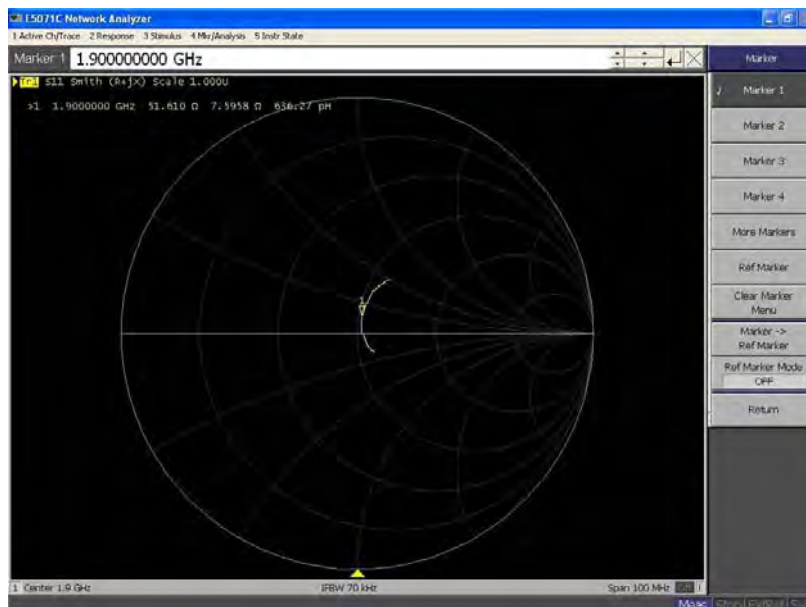 E5071C Network Analyzer
1 Active Ch/Trace 2 Response 3 Stimulus 4 Mkr/Analysis 5 Instr State
Marker 1 1.900000000 GHz
Tr1 S11 Smith (R+jX) Scale 1.000U
>1 1.9000000 GHz 51.610 Ω 7.5958 Ω 636.27 pH
1
Marker
Marker 1
Marker 2
Marker 3
Marker 4
More Markers
Ref Marker
Clear Marker
Menu
Marker ->
Ref Marker
Ref Marker Mode
OFF
Return
1 Center 1.9 GHz IFBW 70 kHz Span 100 MHz
Meas